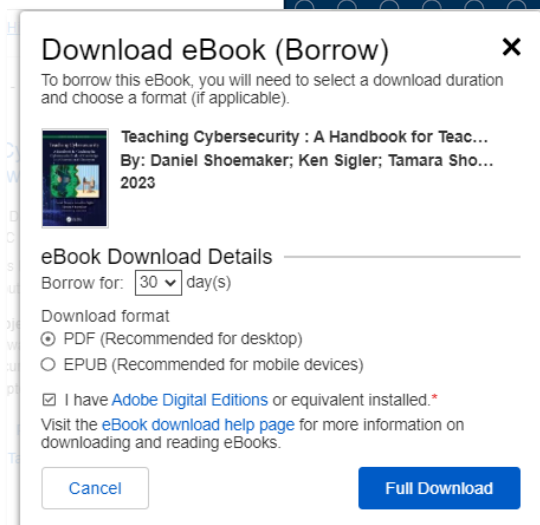 Download eBook (Borrow)
To borrow this eBook, you will need to select a download duration
and choose a format (if applicable).
Teaching Cybersecurity : A Handbook for Teac...
By: Daniel Shoemaker; Ken Sigler; Tamara Sho...
2023
Teaching Cybersecurity
eBook Download Details
Borrow for: 30 day(s)
Download format
PDF (Recommended for desktop)
EPUB (Recommended for mobile devices)
I have Adobe Digital Editions or equivalent installed.*
Visit the eBook download help page for more information on
downloading and reading eBooks.
Cancel
Full Download